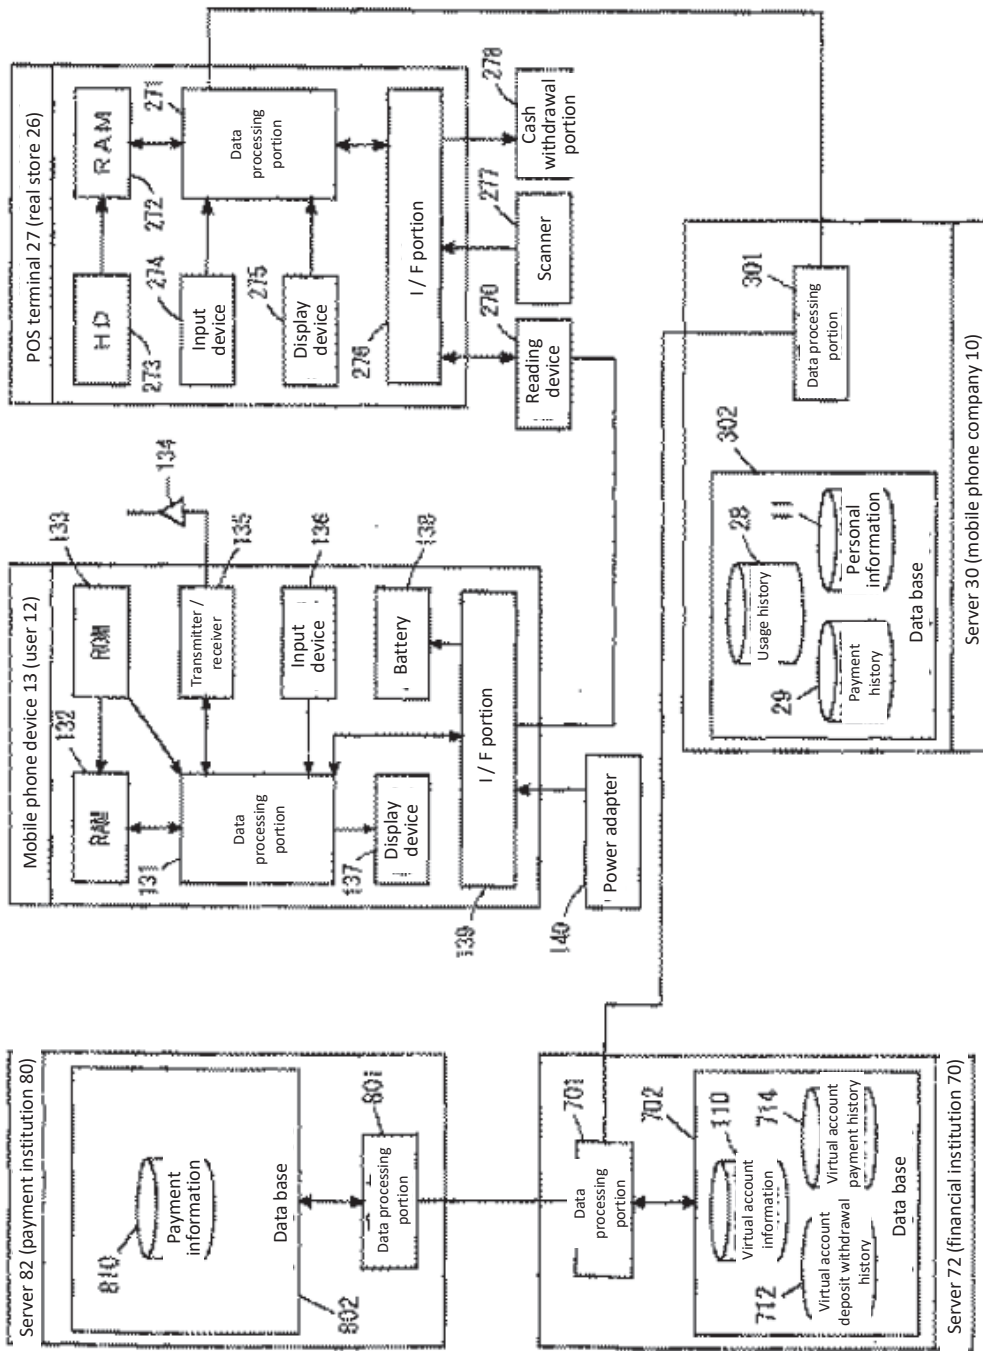 Server 82 (payment institution 80)
810
Payment
information
Data base
802
801
Data processing
portion
Data
processing
portion
701
702
Virtual account
information
110
Virtual account
deposit withdrawal
history
712
Virtual account
payment history
714
Data base
Server 72 (financial institution 70)
Mobile phone device 13 (user 12)
RAM
132
ROM
133
134
131
Data
processing
portion
Transmitter /
receiver
135
Input
device
136
137
Display
device
Battery
138
I / F portion
139
140
Power adapter
POS terminal 27 (real store 26)
HD
273
RAM
272
271
Data
processing
portion
Input
device
274
Display
device
275
276
I / F portion
Reading
device
270
Scanner
277
Cash
withdrawal
portion
278
302
Usage history
28
29
Payment
history
Personal
information
11
Data base
301
Data processing
portion
Server 30 (mobile phone company 10)